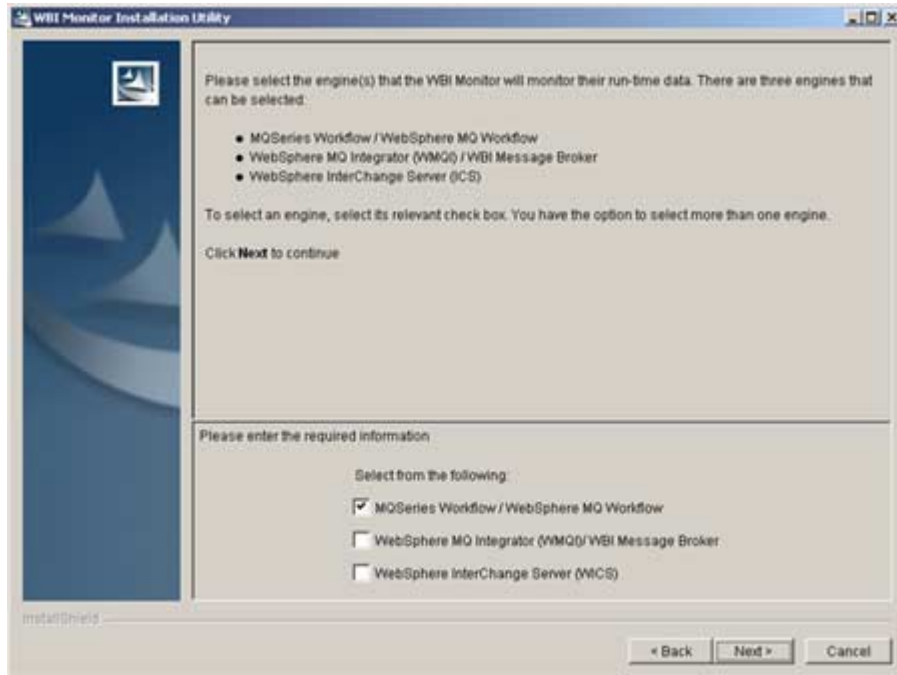 WBI Monitor Installation Utility
Please select the engine(s) that the WBI Monitor will monitor their run-time data. There are three engines that
can be selected:
MQSeries Workflow / WebSphere MQ Workflow
WebSphere MQ Integrator (WMQI) / WBI Message Broker
WebSphere InterChange Server (ICS)
To select an engine, select its relevant check box. You have the option to select more than one engine.
Click Next to continue
Please enter the required information
Select from the following:
MQSeries Workflow / WebSphere MQ Workflow
WebSphere MQ Integrator (WMQI)/ WBI Message Broker
WebSphere InterChange Server (WICS)
InstallShield
< Back
Next >
Cancel